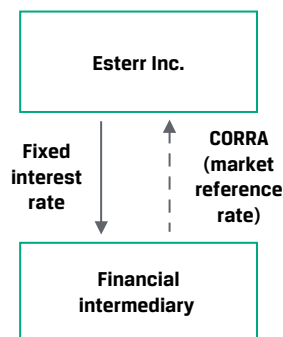 Esterr Inc.
Fixed
interest
rate
CORRA
(market
reference
rate)
Financial
intermediary